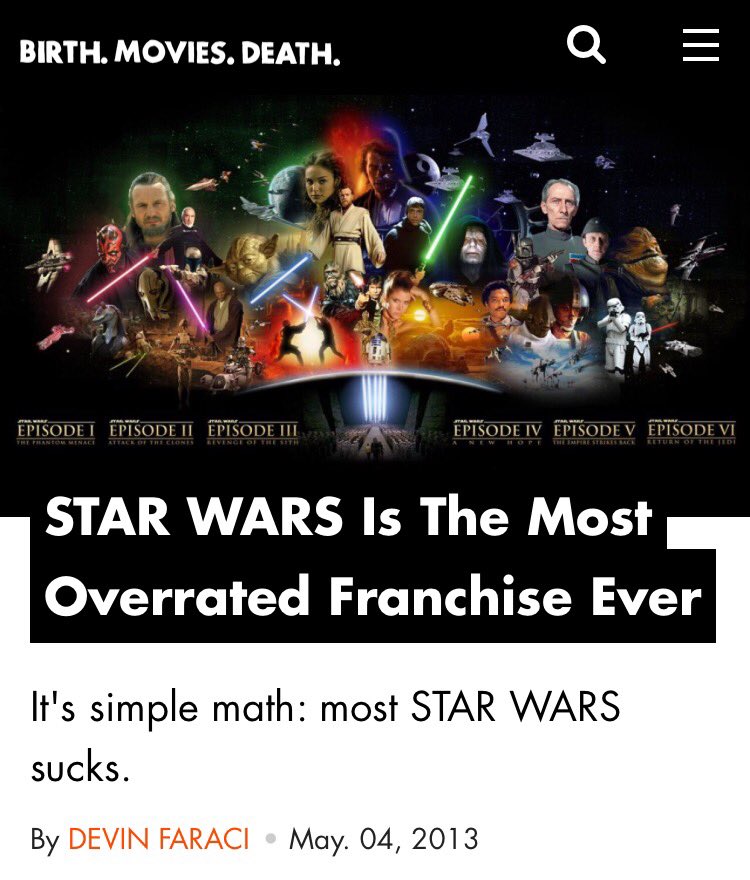 BIRTH. MOVIES. DEATH.
STAR WARS STAR WARS STAR WARS STAR WARS STAR WARS STAR WARS
EPISODE I EPISODE II EPISODE III EPISODE IV EPISODE V EPISODE VI
THE PHANTOM MENACE ATTACK OF THE CLONES REVENGE OF THE SITH A NEW HOPE THE EMPIRE STRIKES BACK RETURN OF THE JEDI
STAR WARS Is The Most
Overrated Franchise Ever
It's simple math: most STAR WARS
sucks.
By DEVIN FARACI • May. 04, 2013